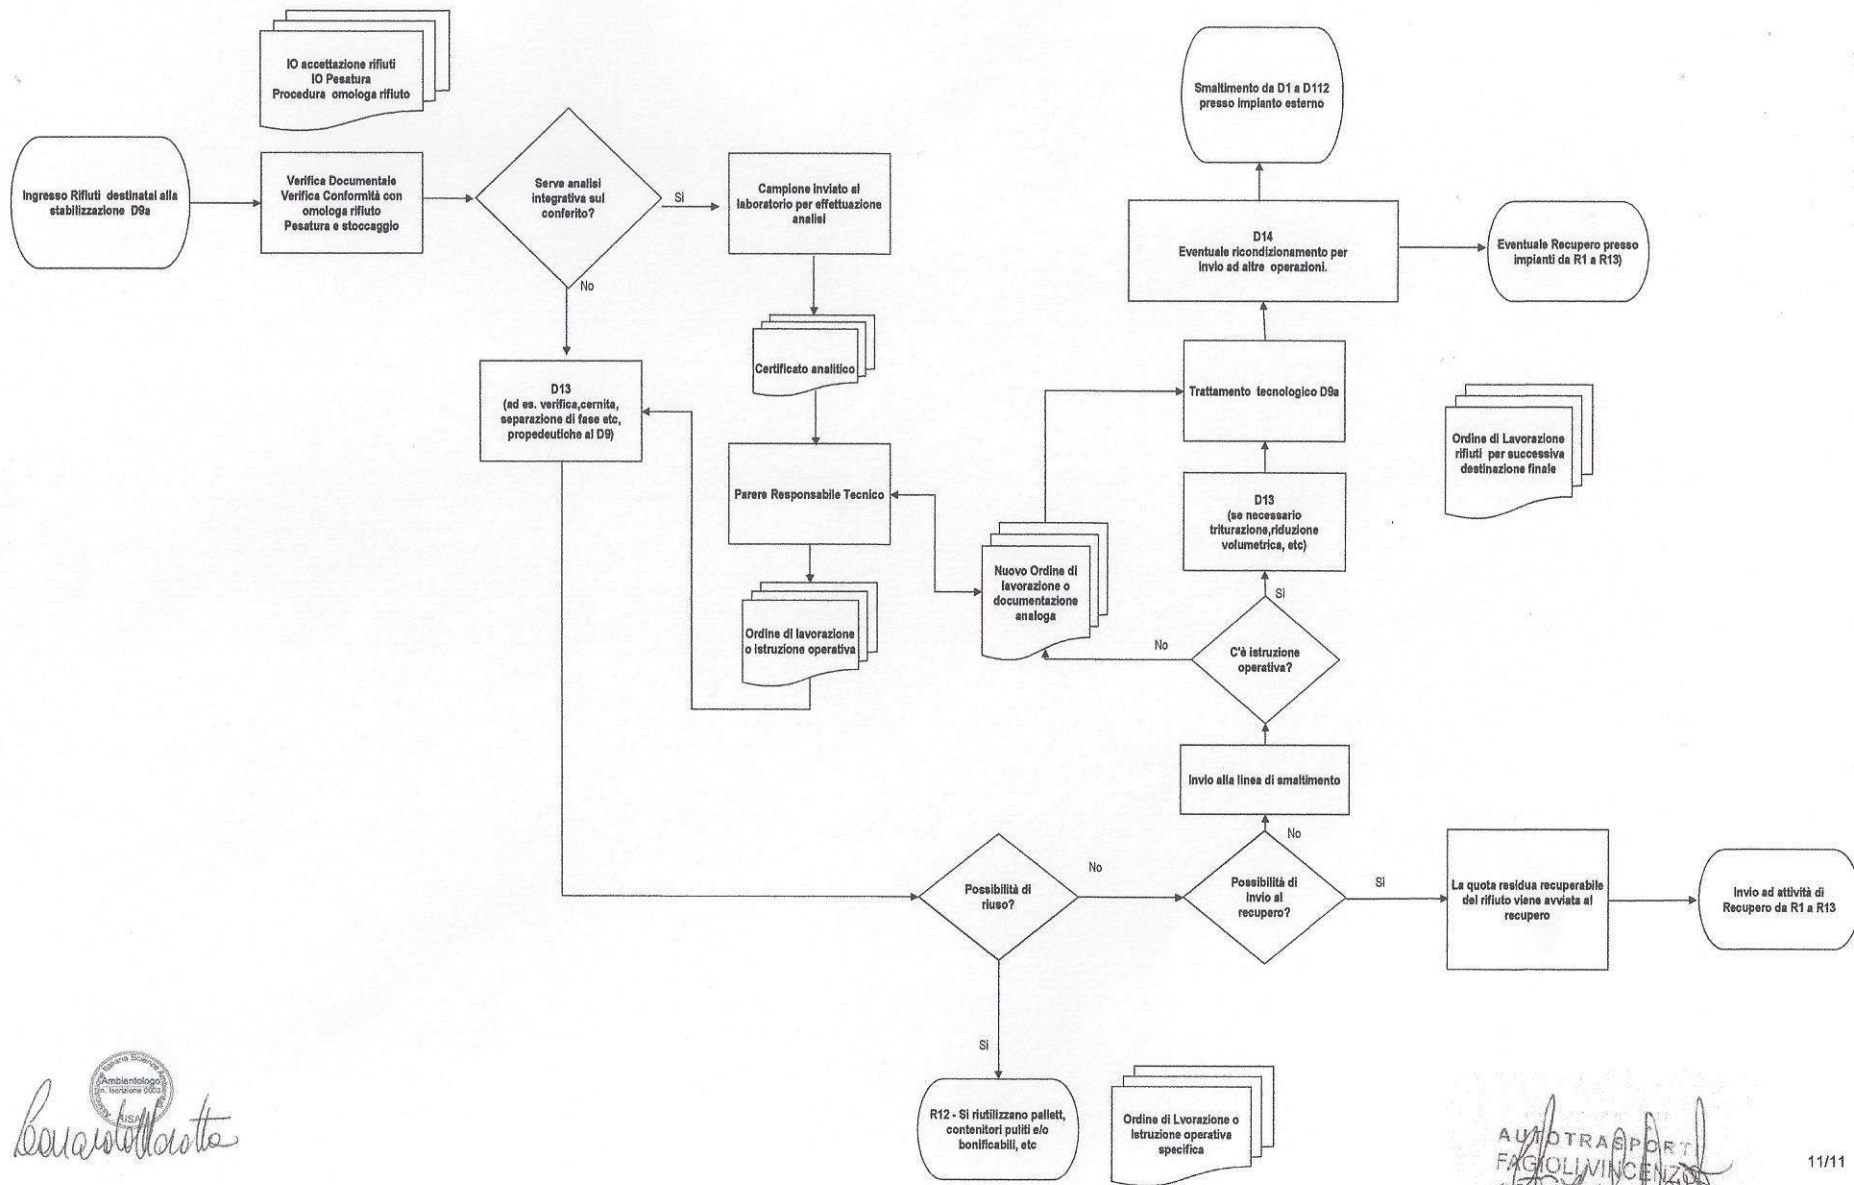 IO accettazione rifiuti
IO Pesatura
Procedura omologa rifiuto
Ingresso Rifiuti destinatai alla
stabilizzazione D9a
Verifica Documentale
Verifica Conformità con
omologa rifiuto
Pesatura e stoccaggio
Serve analisi
integrativa sul
conferito?
Sì
No
Campione inviato al
laboratorio per effettuazione
analisi
Certificato analitico
D13
(ad es. verifica,cernita,
separazione di fase etc,
propedeutiche al D9)
Parere Responsabile Tecnico
Ordine di lavorazione
o istruzione operativa
Smaltimento da D1 a D112
presso impianto esterno
D14
Eventuale ricondizionamento per
invio ad altre operazioni.
Eventuale Recupero presso
impianti da R1 a R13)
Trattamento tecnologico D9a
Ordine di Lavorazione
rifiuti per successiva
destinazione finale
D13
(se necessario
triturazione,riduzione
volumetrica, etc)
Nuovo Ordine di
lavorazione o
documentazione
analoga
Sì
No
C'è istruzione
operativa?
Invio alla linea di smaltimento
No
Possibilità di
riuso?
No
Possibilità di
invio al
recupero?
Sì
La quota residua recuperabile
del rifiuto viene avviata al
recupero
Invio ad attività di
Recupero da R1 a R13
Sì
R12 - Si riutilizzano pallett,
contenitori puliti e/o
bonificabili, etc
Ordine di Lvorazione o
istruzione operativa
specifica
Ambientologo
AISA
AUTOTRASPORTI
FAGIOLI VINCENZO
11/11